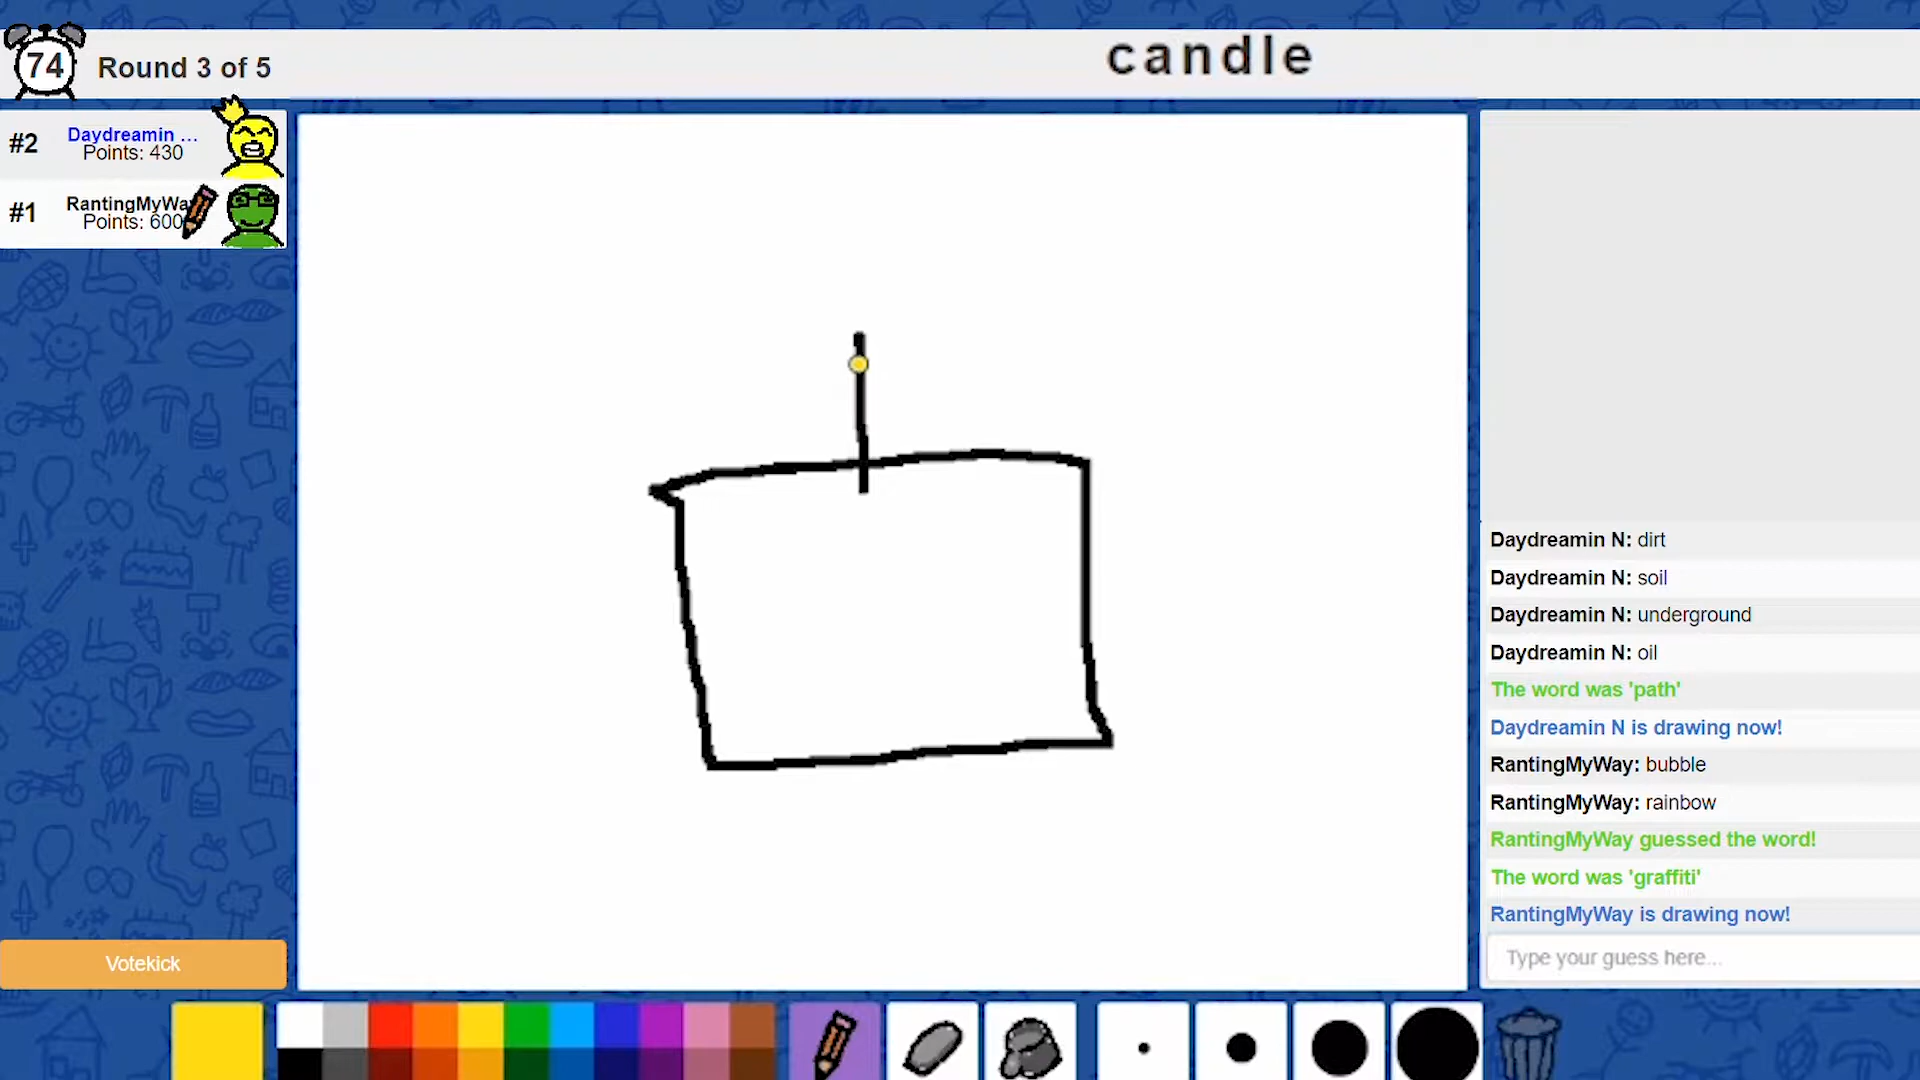 74
Round 3 of 5
candle
#2
Daydreamin ...
Points: 430
#1
RantingMyWay
Points: 600
Daydreamin N: dirt
Daydreamin N: soil
Daydreamin N: underground
Daydreamin N: oil
The word was 'path'
Daydreamin N is drawing now!
RantingMyWay: bubble
RantingMyWay: rainbow
RantingMyWay guessed the word!
The word was 'graffiti'
RantingMyWay is drawing now!
Type your guess here...
Votekick